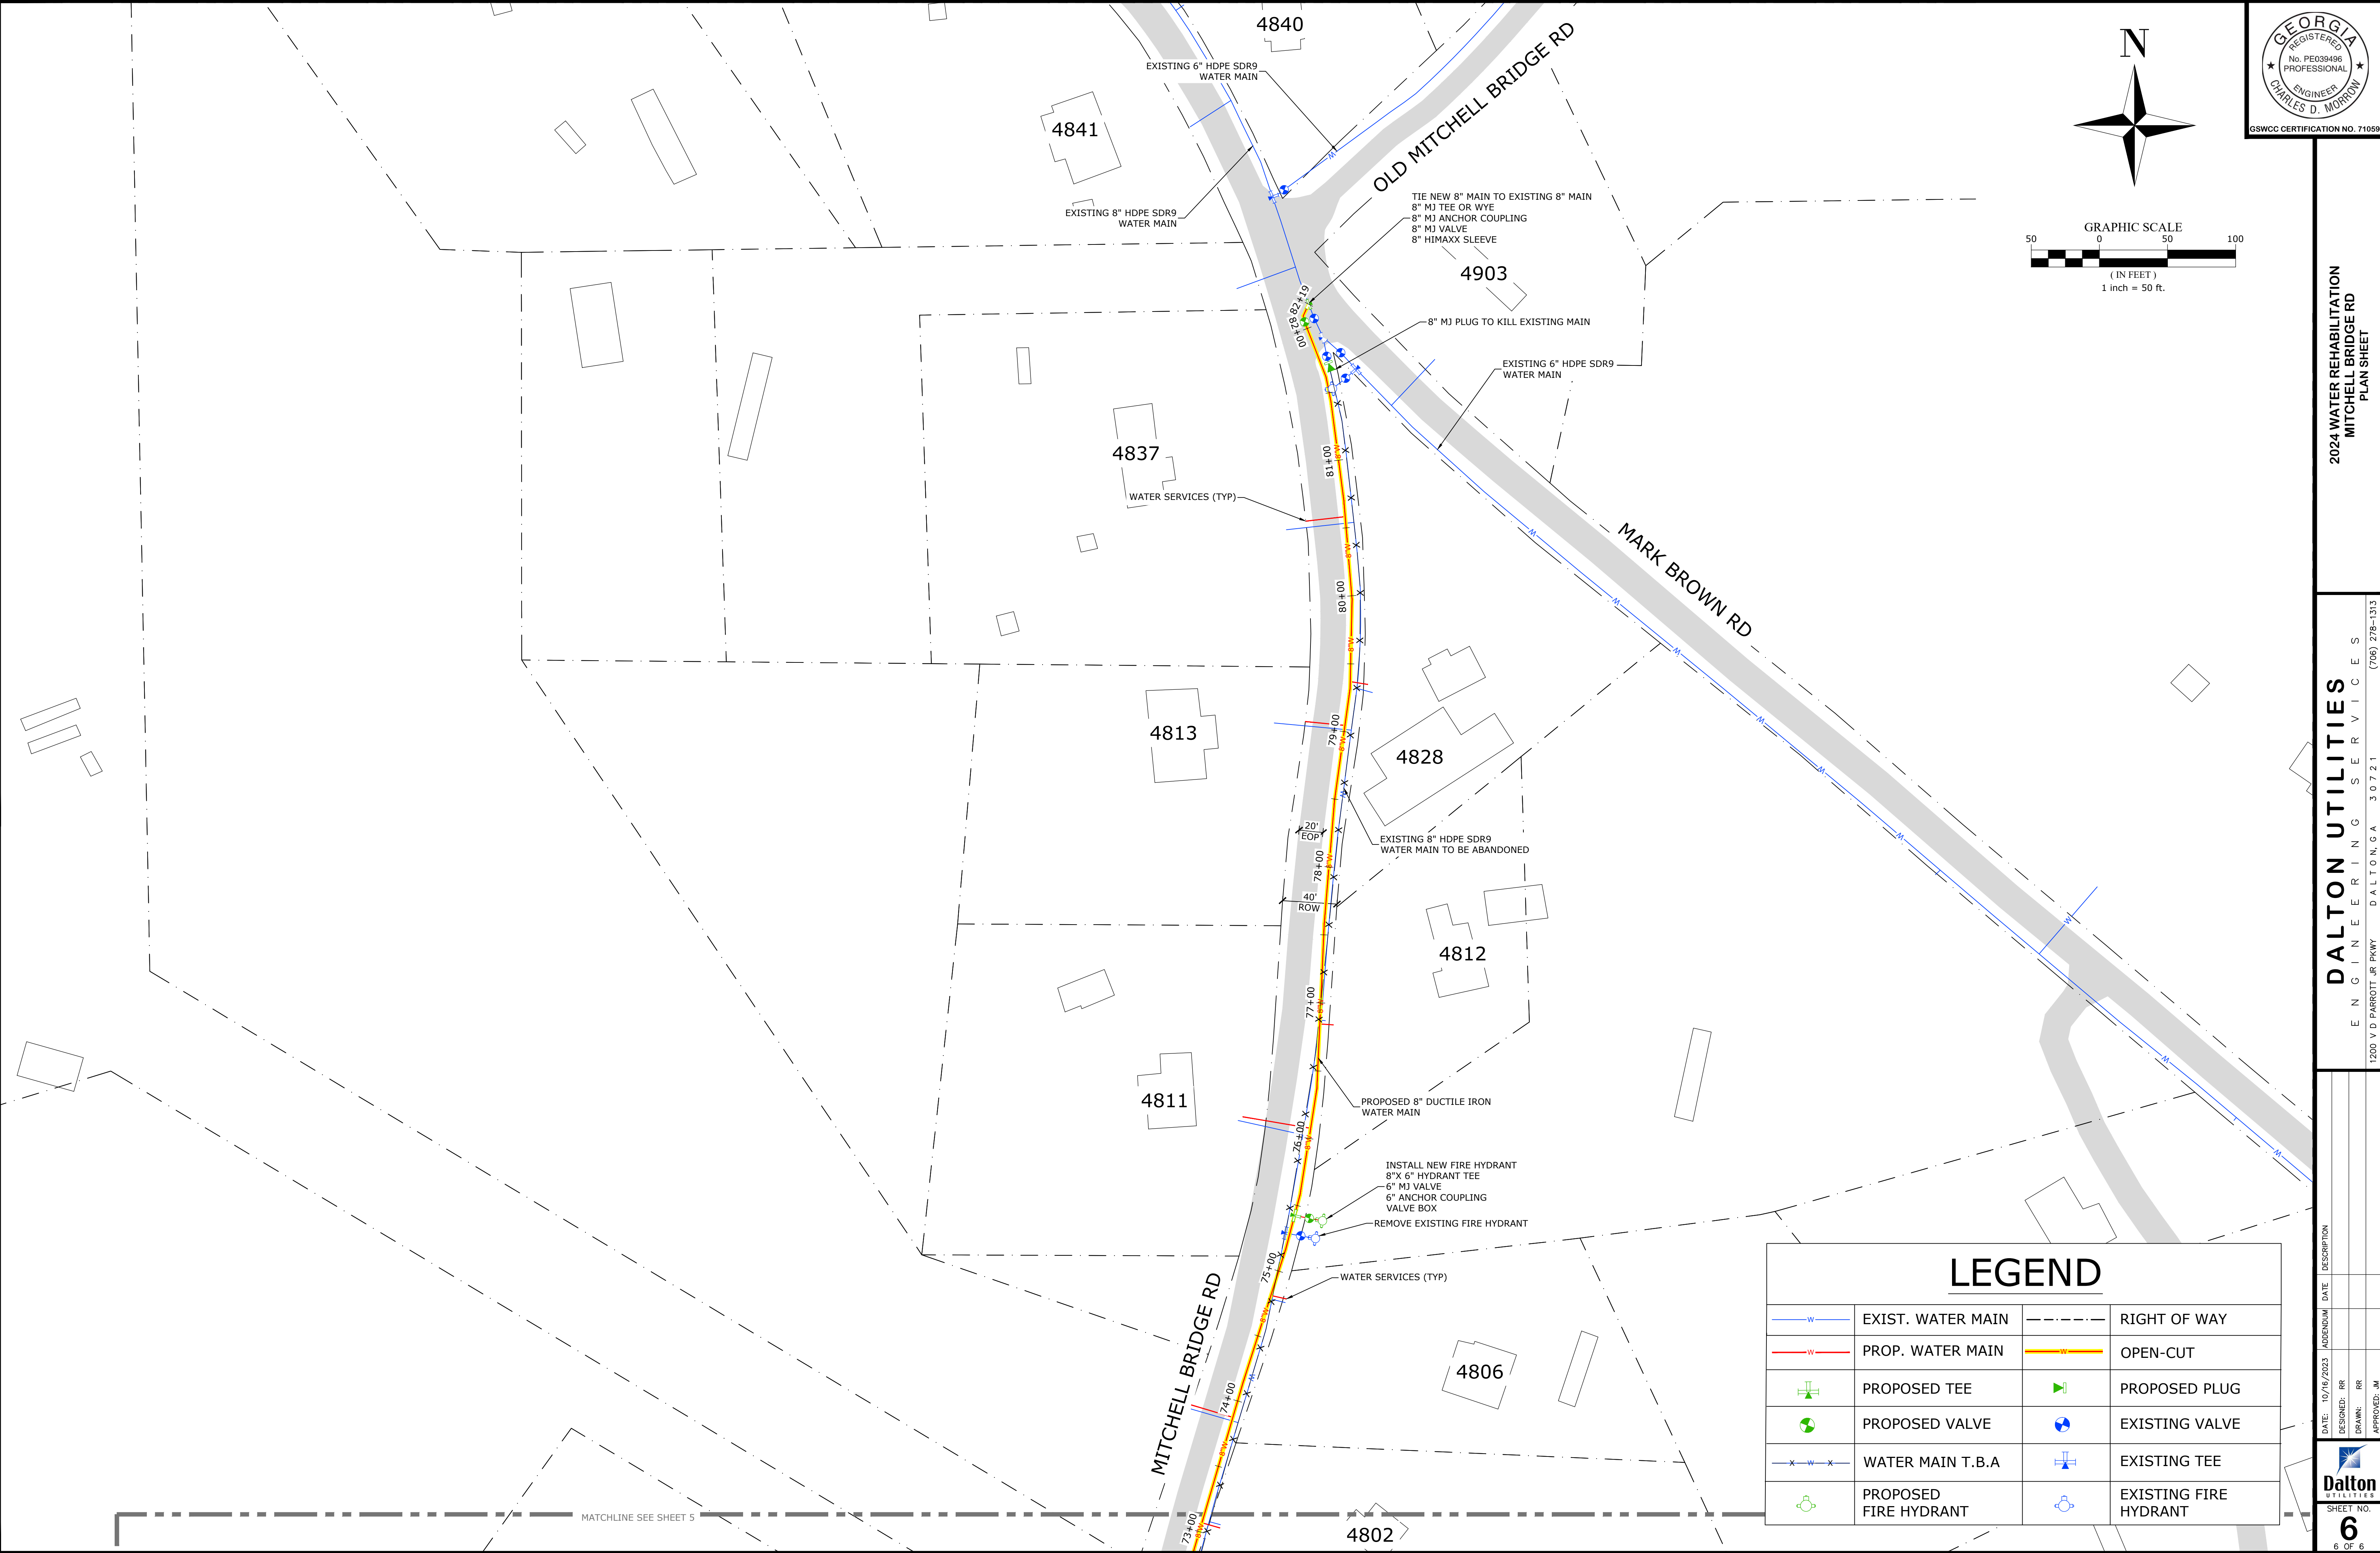 4840
EXISTING 6" HDPE SDR9
WATER MAIN
OLD MITCHELL BRIDGE RD
4841
EXISTING 8" HDPE SDR9
WATER MAIN
TIE NEW 8" MAIN TO EXISTING 8" MAIN
8" MJ TEE OR WYE
8" MJ ANCHOR COUPLING
8" MJ VALVE
8" HIMAXX SLEEVE
4903
82+19
82+00
8" MJ PLUG TO KILL EXISTING MAIN
EXISTING 6" HDPE SDR9
WATER MAIN
4837
81+00
WATER SERVICES (TYP)
MARK BROWN RD
80+00
4813
79+00
4828
20'
EOP
EXISTING 8" HDPE SDR9
WATER MAIN TO BE ABANDONED
78+00
40'
ROW
4812
77+00
4811
PROPOSED 8" DUCTILE IRON
WATER MAIN
76+00
INSTALL NEW FIRE HYDRANT
8"X 6" HYDRANT TEE
6" MJ VALVE
6" ANCHOR COUPLING
VALVE BOX
REMOVE EXISTING FIRE HYDRANT
75+00
WATER SERVICES (TYP)
MITCHELL BRIDGE RD
4806
74+00
73+00
MATCHLINE SEE SHEET 5
4802
N
GRAPHIC SCALE
50 0 50 100
( IN FEET )
1 inch = 50 ft.
LEGEND
W EXIST. WATER MAIN RIGHT OF WAY
W PROP. WATER MAIN W OPEN-CUT
PROPOSED TEE PROPOSED PLUG
PROPOSED VALVE EXISTING VALVE
X W X WATER MAIN T.B.A EXISTING TEE
PROPOSED
FIRE HYDRANT
EXISTING FIRE
HYDRANT
GEORGIA
REGISTERED
No. PE039496
PROFESSIONAL
ENGINEER
CHARLES D. MORROW
GSWCC CERTIFICATION NO. 71059
2024 WATER REHABILITATION
MITCHELL BRIDGE RD
PLAN SHEET
DALTON UTILITIES
ENGINEERING SERVICES
1200 V D PARROTT JR PKWY DALTON, GA 30721 (706) 278-1313
DATE: 10/16/2023 ADDENDUM DATE DESCRIPTION
DESIGNED: RR
DRAWN: RR
APPROVED: JM
Dalton
UTILITIES
SHEET NO.
6
6 OF 6